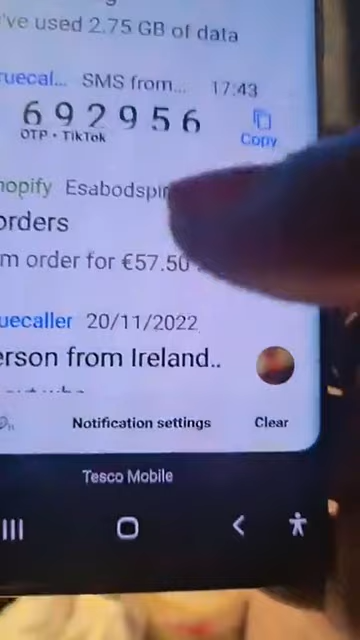 've used 2.75 GB of data
uecal... SMS from... 17:43
692956
OTP • TikTok
Copy
opify Esabodspi
orders
m order for €57.50
uecaller 20/11/2022
erson from Ireland..
Notification settings Clear
Tesco Mobile